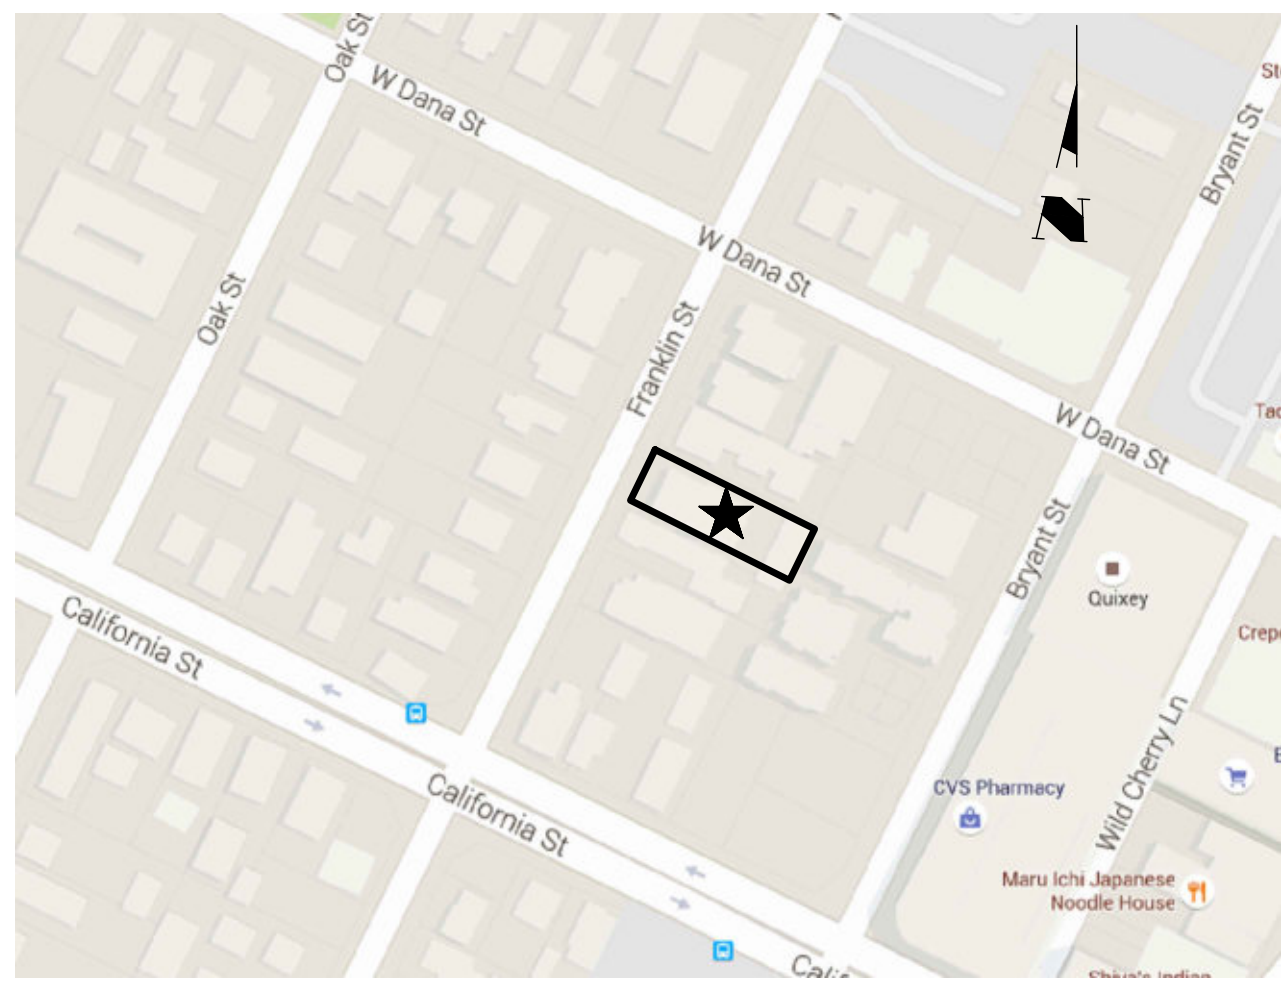 Oak St
W Dana St
St
Bryant St
N
W Dana St
Oak St
Franklin St
W Dana St
Bryant St
Quixey
California St
Wild Cherry Ln
CVS Pharmacy
California St
Maru Ichi Japanese
Noodle House